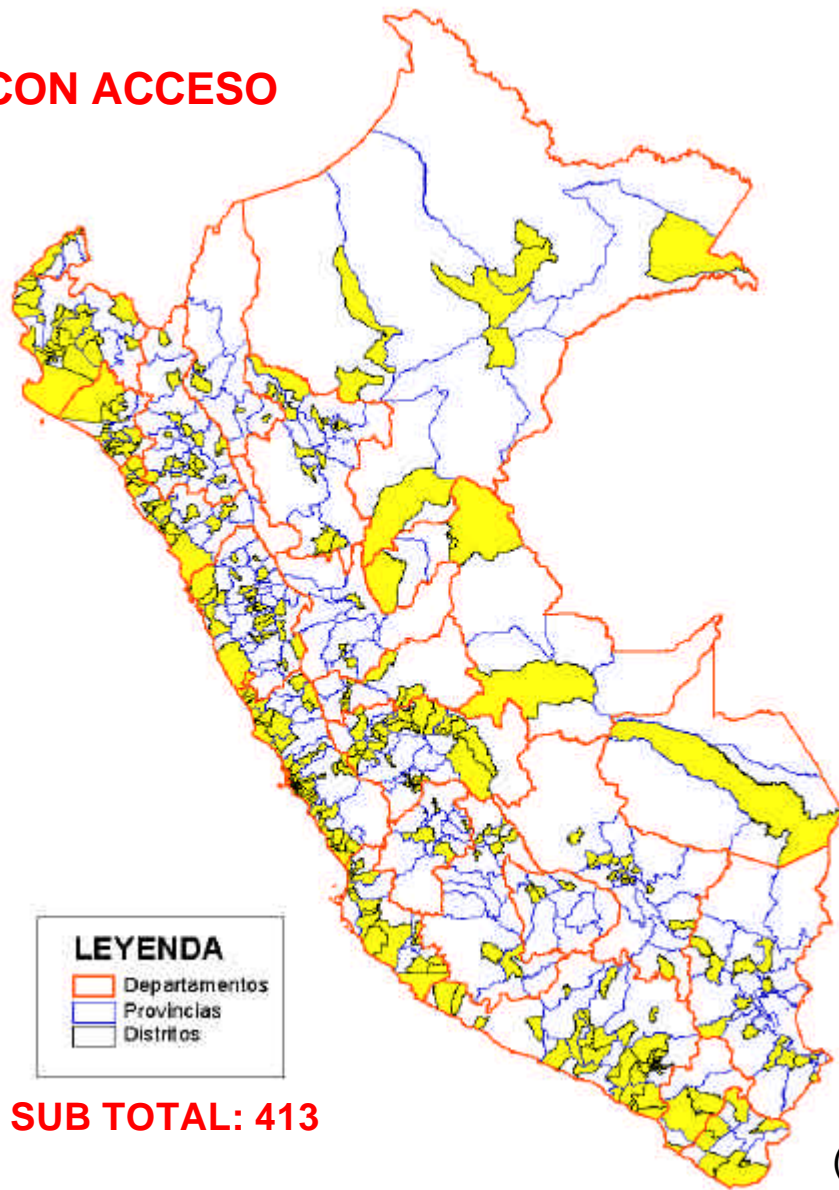 CON ACCESO
LEYENDA
Departamentos
Provincias
Distritos
SUB TOTAL: 413
(